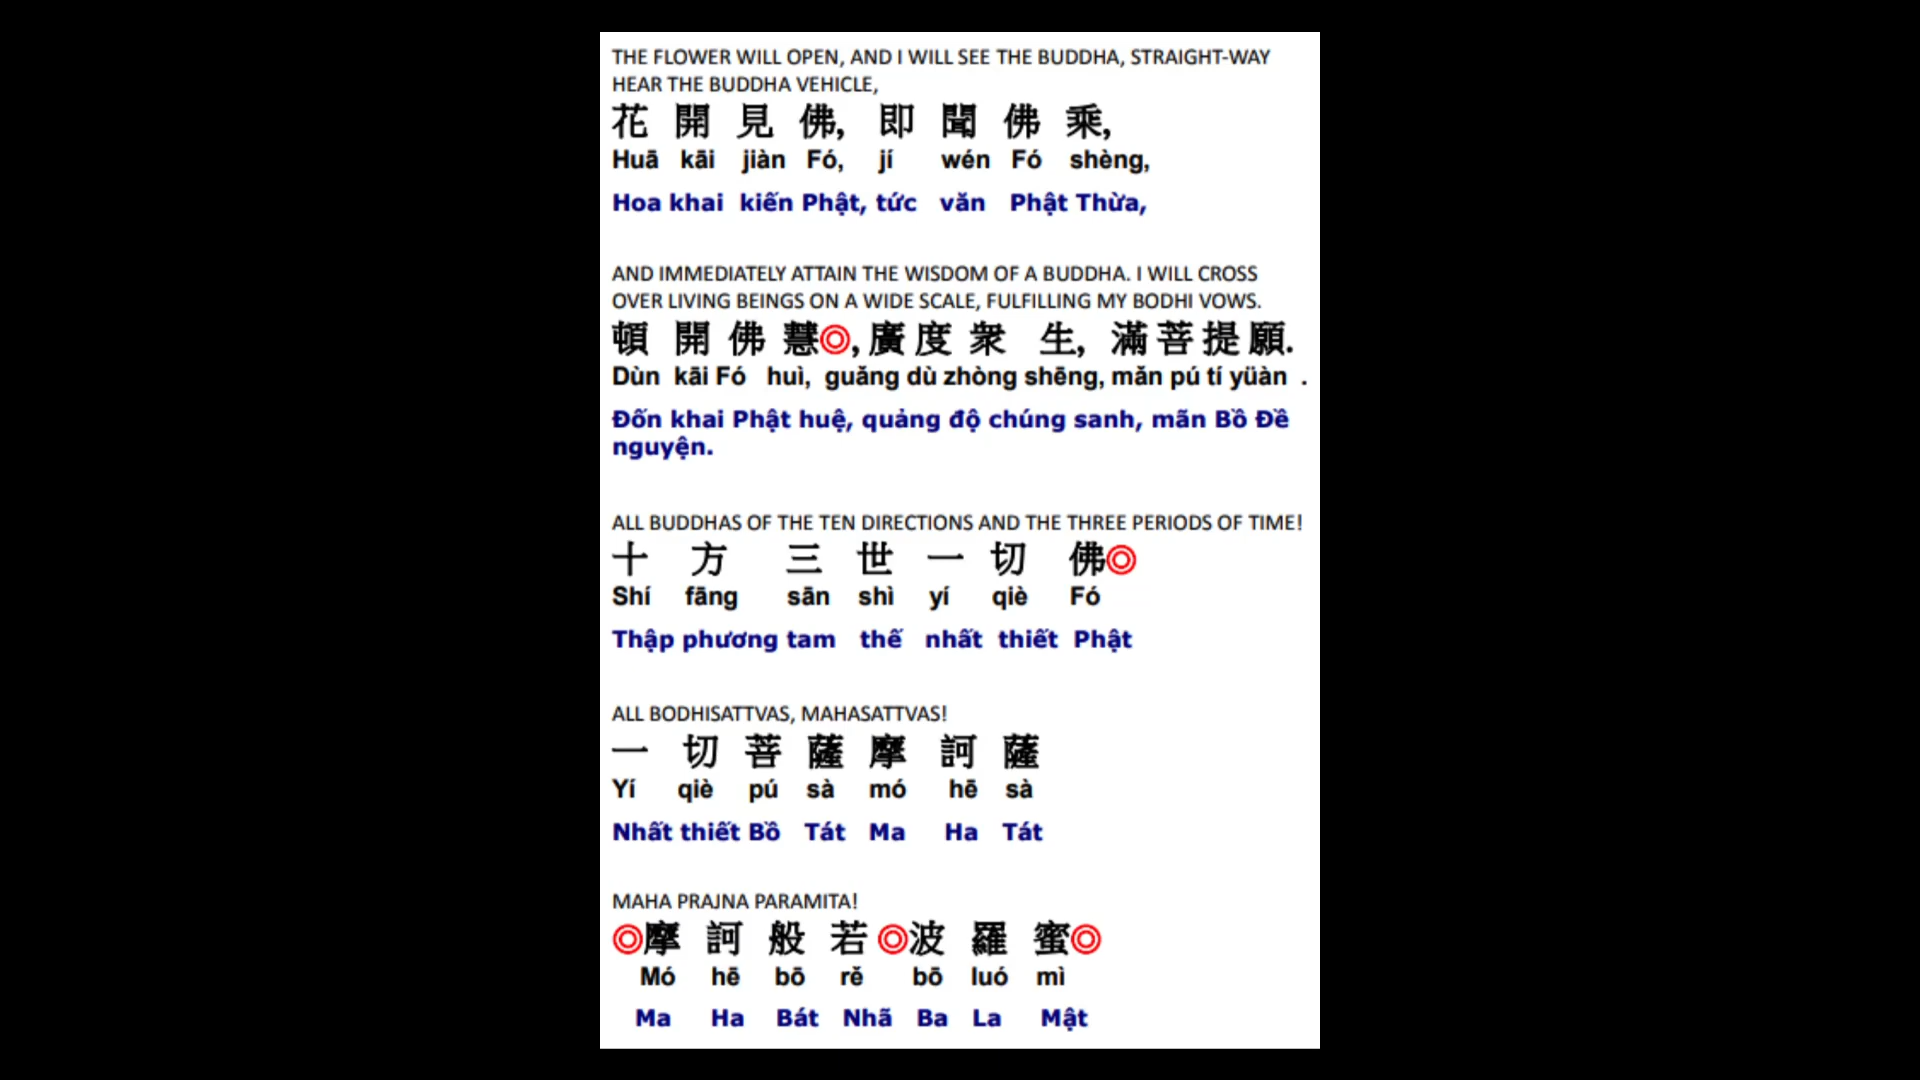 THE FLOWER WILL OPEN, AND I WILL SEE THE BUDDHA, STRAIGHT-WAY
HEAR THE BUDDHA VEHICLE,
花 開 見 佛, 即 聞 佛 乘,
Huā kāi jiàn Fó, jí wén Fó shèng,
Hoa khai kiến Phật, tức văn Phật Thừa,
AND IMMEDIATELY ATTAIN THE WISDOM OF A BUDDHA. I WILL CROSS
OVER LIVING BEINGS ON A WIDE SCALE, FULFILLING MY BODHI VOWS.
頓 開 佛 慧◎, 廣 度 衆 生, 滿 菩 提 願.
Dùn kāi Fó huì, guǎng dù zhòng shēng, mǎn pú tí yüàn .
Đốn khai Phật huệ, quảng độ chúng sanh, mãn Bồ Đề
nguyện.
ALL BUDDHAS OF THE TEN DIRECTIONS AND THE THREE PERIODS OF TIME!
十 方 三 世 一 切 佛◎
Shí fāng sān shì yí qiè Fó
Thập phương tam thế nhất thiết Phật
ALL BODHISATTVAS, MAHASATTVAS!
一 切 菩 薩 摩 訶 薩
Yí qiè pú sà mó hē sà
Nhất thiết Bồ Tát Ma Ha Tát
MAHA PRAJNA PARAMITA!
◎摩 訶 般 若 ◎波 羅 蜜◎
Mó hē bō rě bō luó mì
Ma Ha Bát Nhã Ba La Mật